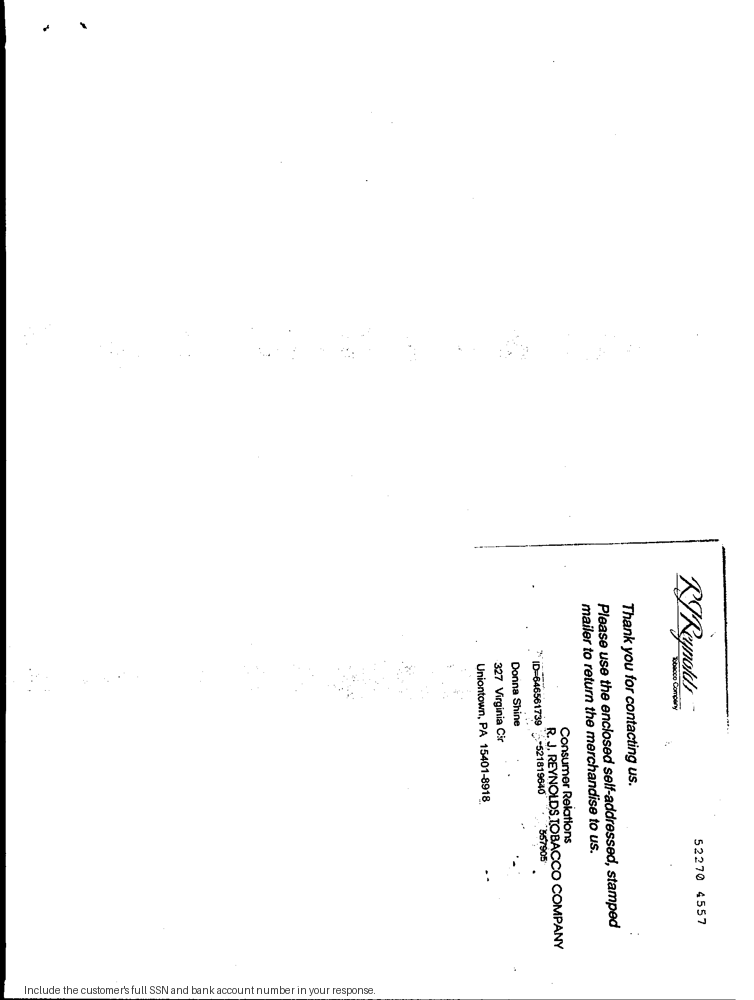 RJReynolds
Tobacco Company
52270 4557
Thank you for contacting us.
Please use the enclosed self-addressed, stamped
mailer to return the merchandise to us.
Consumer Relations
R. J. REYNOLDS TOBACCO COMPANY
ID=646561739 521819640 557905
Donna Shine
327 Virginia Cir
Uniontown, PA 15401-8918
Include the customer's full SSN and bank account number in your response.